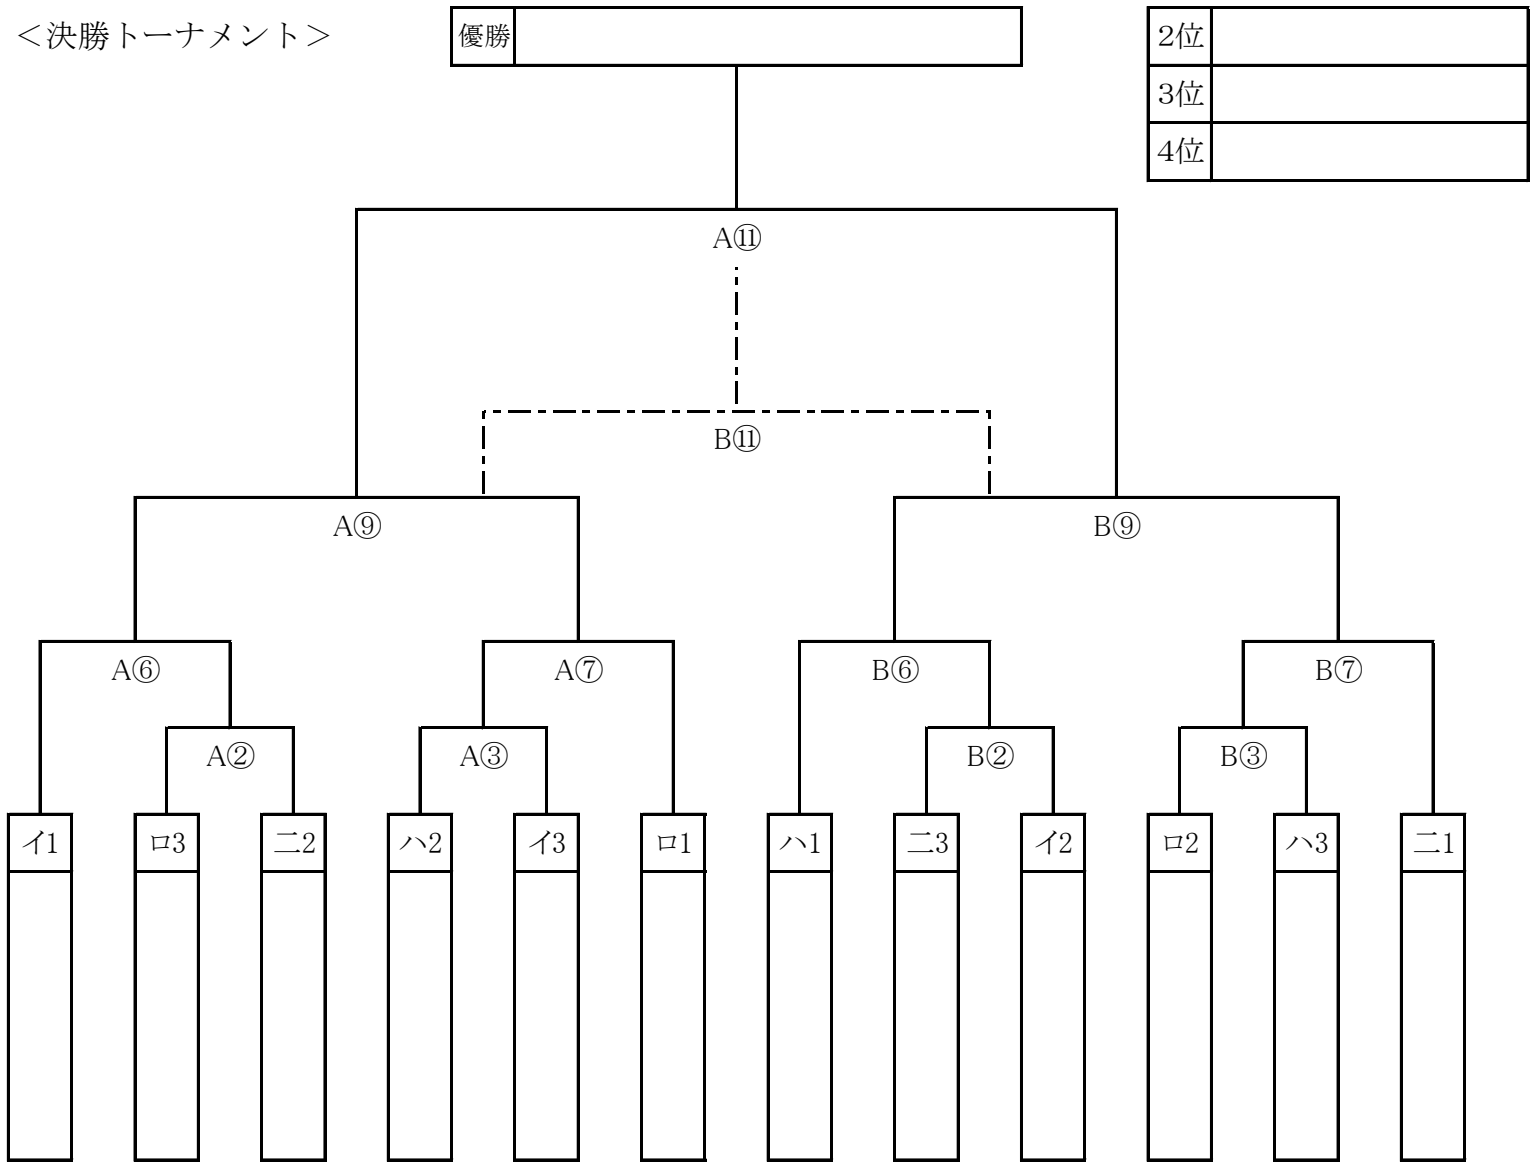 ＜決勝トーナメント＞
優勝
2位
3位
4位
A⑪
B⑪
A⑨ B⑨
A⑥ A⑦ B⑥ B⑦
A② A③ B② B③
イ1 ロ3 ニ2 ハ2 イ3 ロ1 ハ1 ニ3 イ2 ロ2 ハ3 ニ1